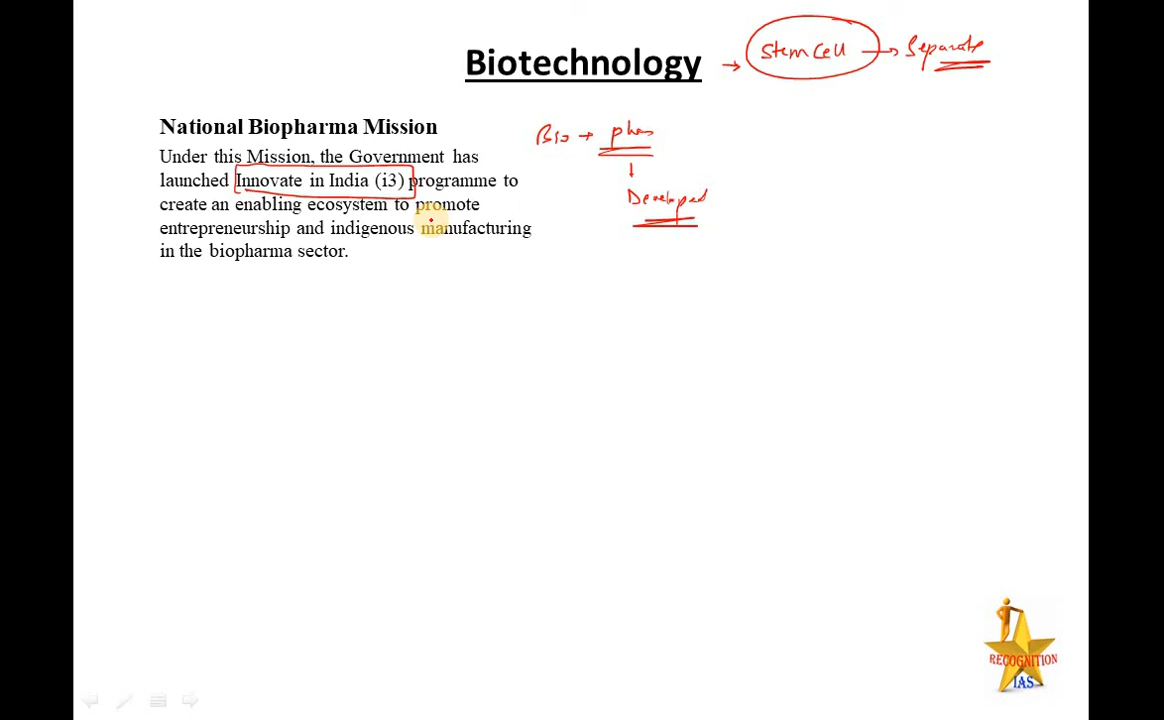 Biotechnology → Stem Cell → Separate
National Biopharma Mission
Under this Mission, the Government has
launched Innovate in India (i3) programme to
create an enabling ecosystem to promote
entrepreneurship and indigenous manufacturing
in the biopharma sector.
Bio →
Developed
RECOGNITION
IAS